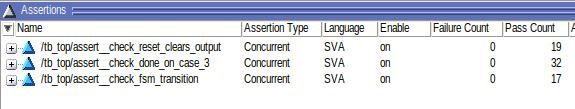 Assertions
Name Assertion Type Language Enable Failure Count Pass Count
/tb_top/assert__check_reset_clears_output Concurrent SVA on 0 19
/tb_top/assert__check_done_on_case_3 Concurrent SVA on 0 32
/tb_top/assert__check_fsm_transition Concurrent SVA on 0 17